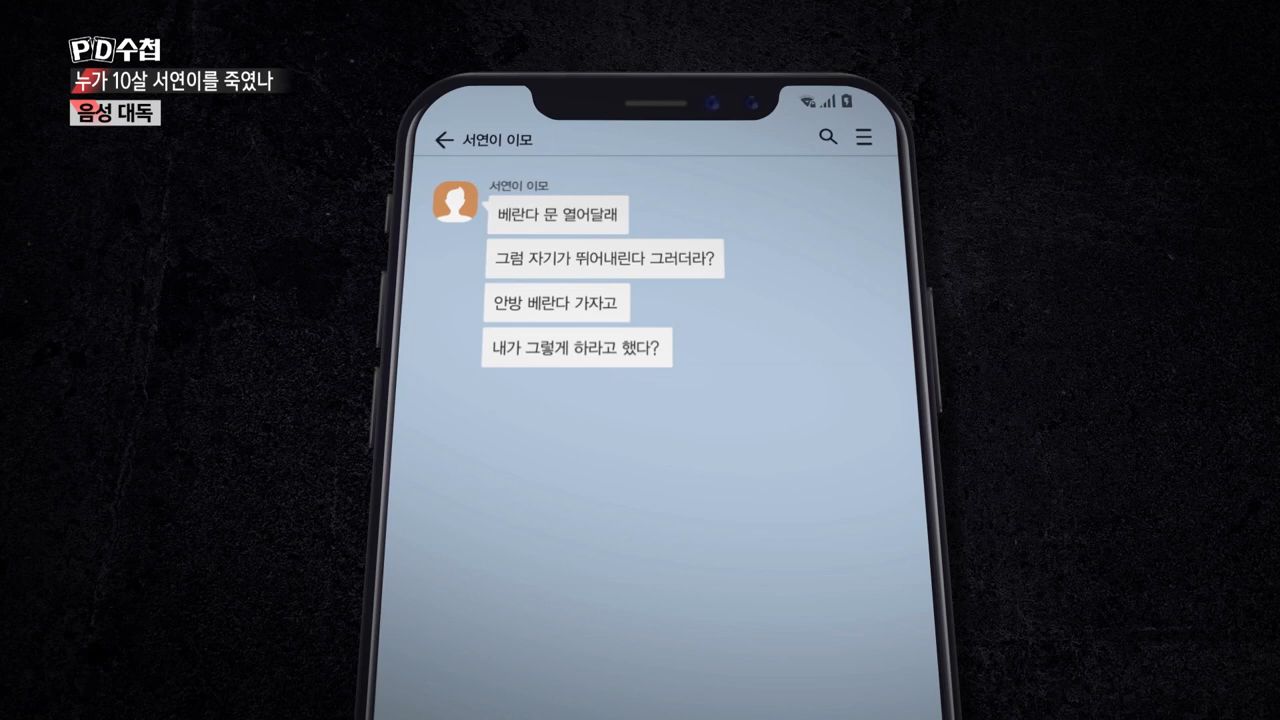 PD수첩
누가 10살 서연이를 죽였나
음성 대독
서연이 이모
서연이 이모
베란다 문 열어달래
그럼 자기가 뛰어내린다 그러더라?
안방 베란다 가자고
내가 그렇게 하라고 했다?